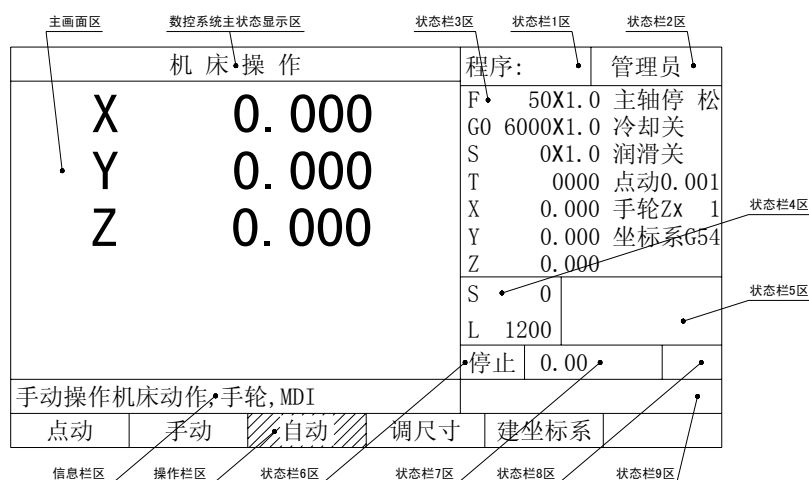 主画面区 数控系统主状态显示区 状态栏3区 状态栏1区 状态栏2区
机床操作 程序: 管理员
X 0.000
Y 0.000
Z 0.000
F 50X1.0 主轴停 松
G0 6000X1.0 冷却关
S 0X1.0 润滑关
T 0000 点动0.001
X 0.000 手轮Zx 1
Y 0.000 坐标系G54
Z 0.000
状态栏4区
S 0
状态栏5区
L 1200
停止 0.00
手动操作机床动作,手轮,MDI
点动 手动 自动 调尺寸 建坐标系
信息栏区 操作栏区 状态栏6区 状态栏7区 状态栏8区 状态栏9区